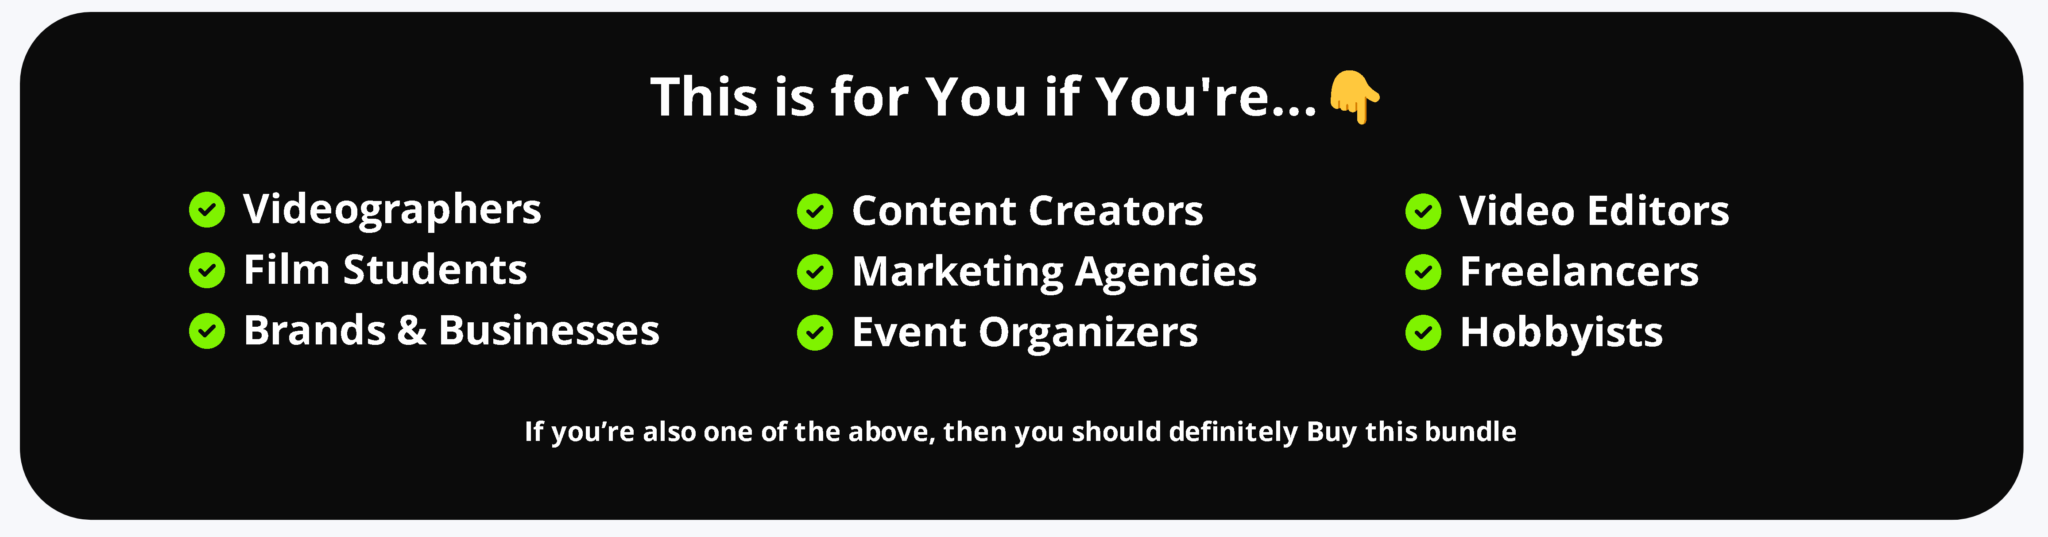 This is for You if You're...👇
Videographers
Film Students
Brands & Businesses
Content Creators
Marketing Agencies
Event Organizers
Video Editors
Freelancers
Hobbyists
If you’re also one of the above, then you should definitely Buy this bundle